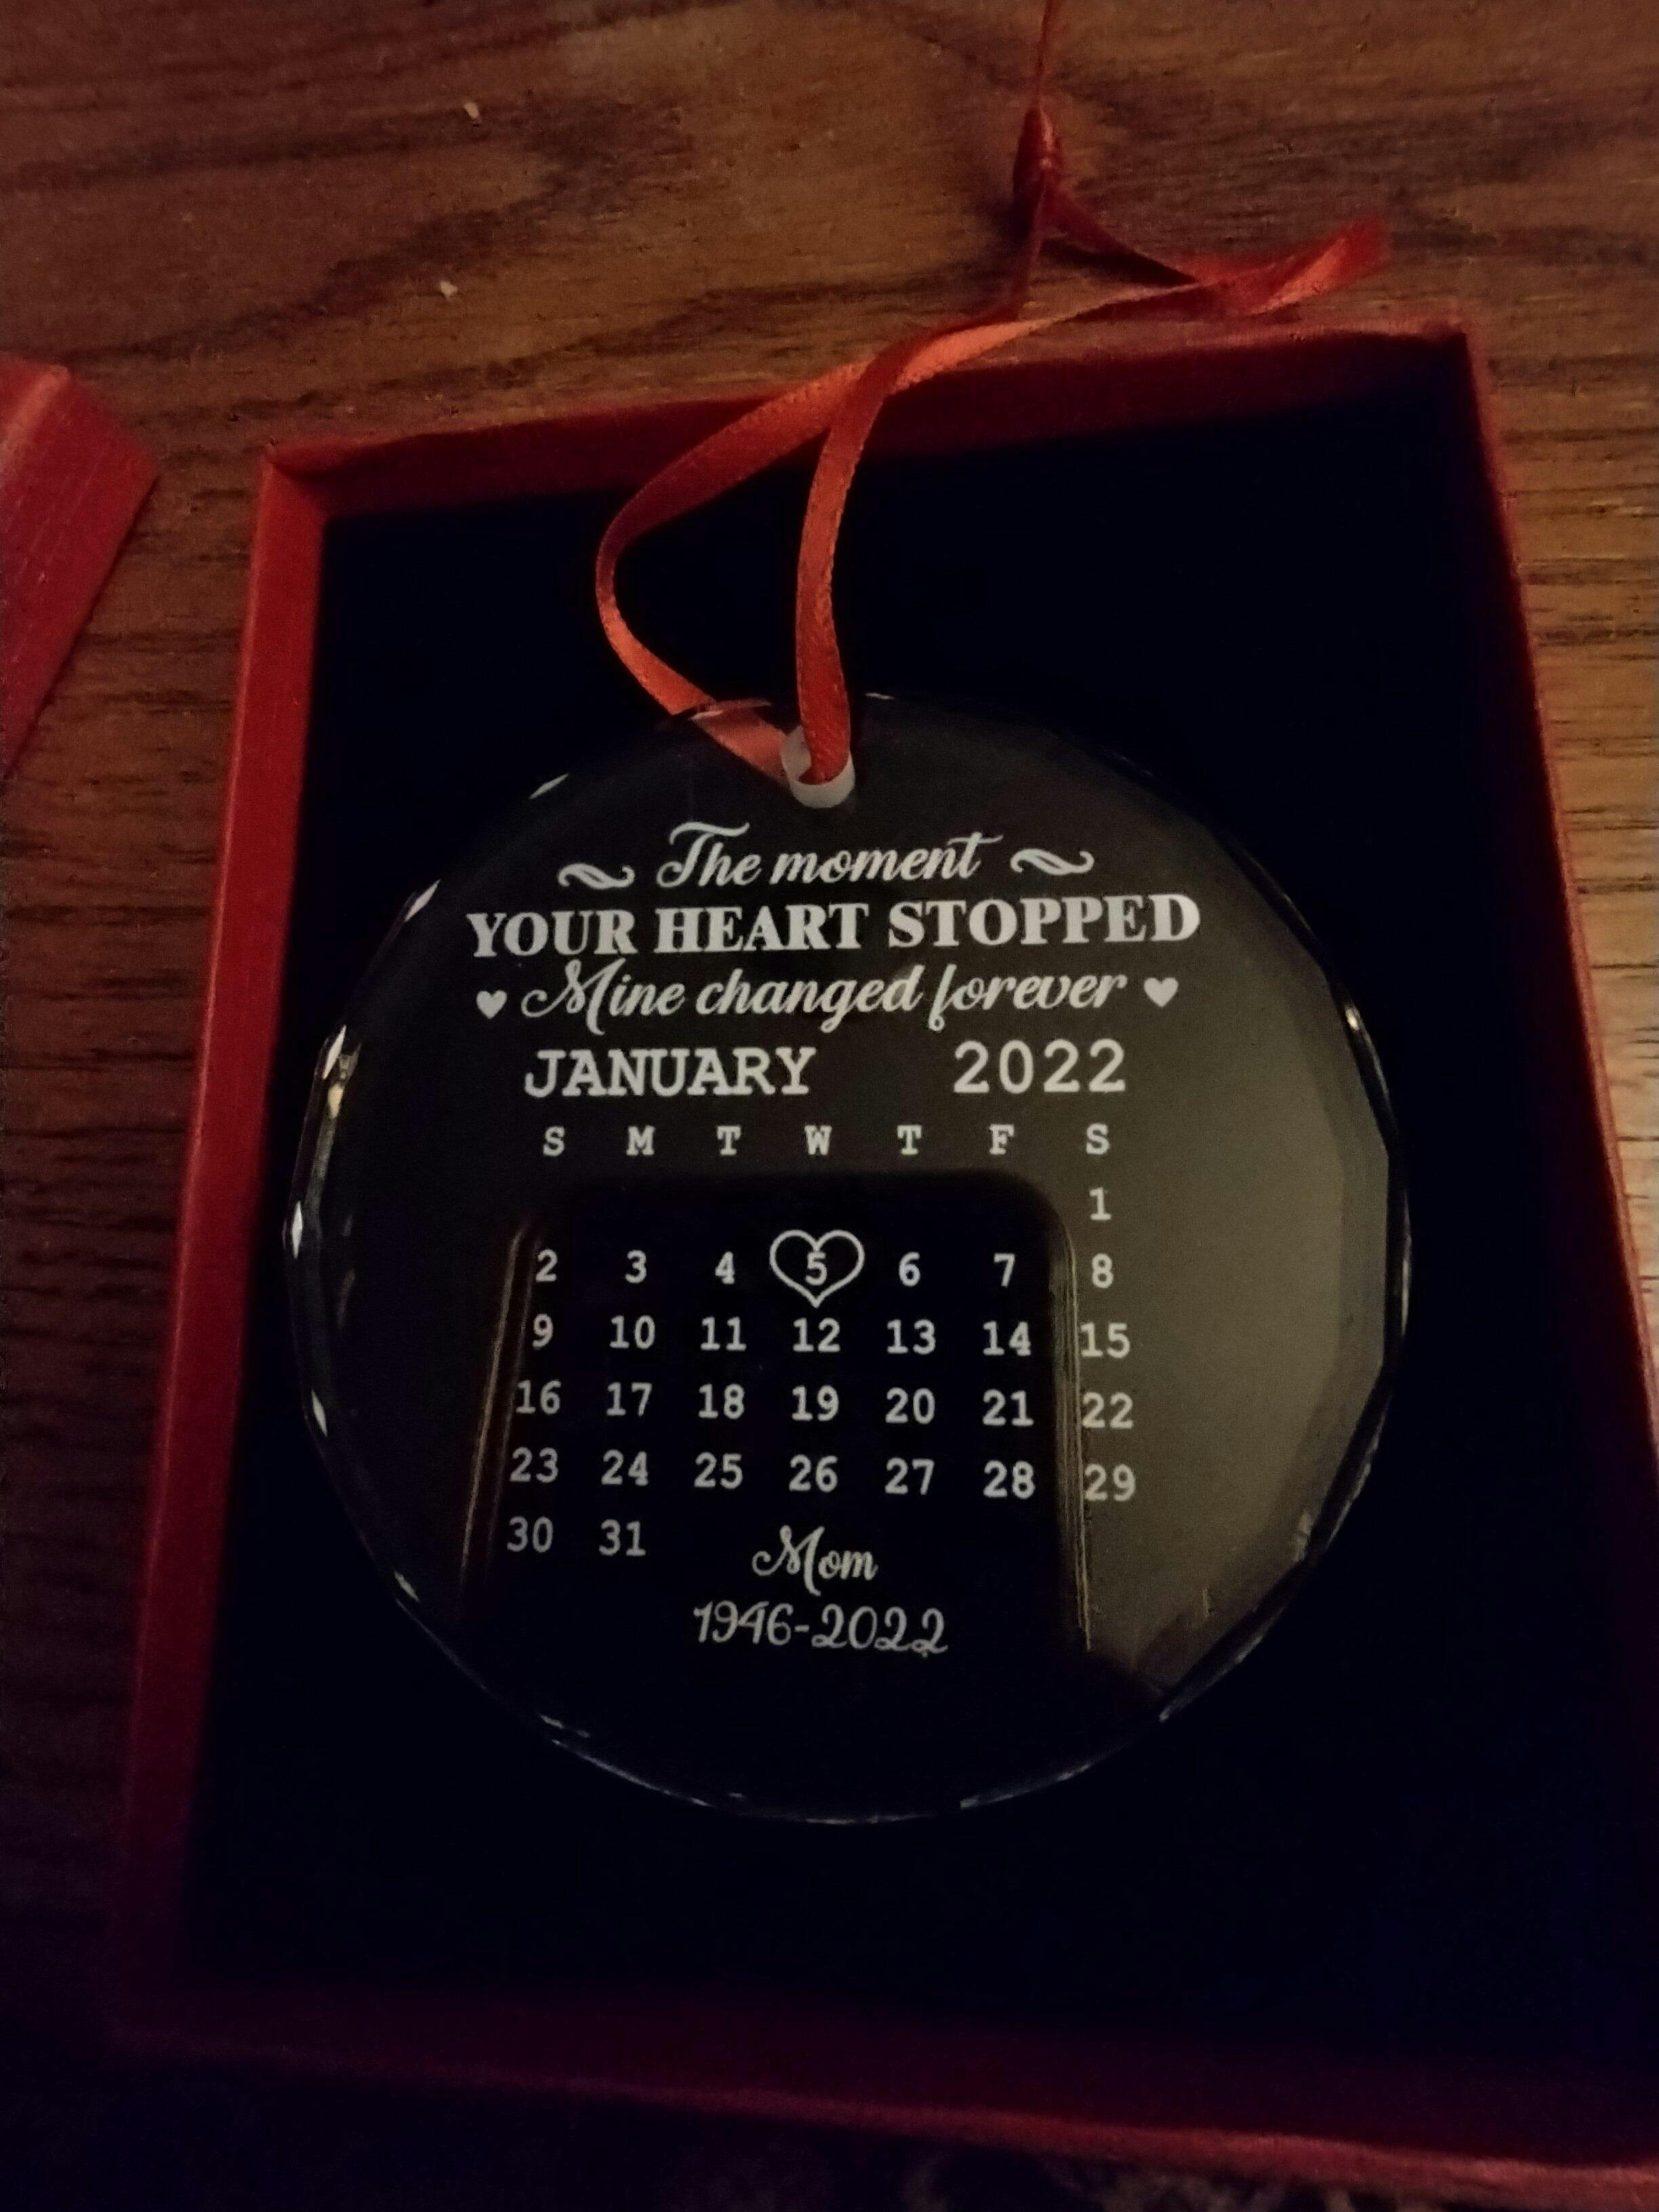 The moment
YOUR HEART STOPPED
Mine changed forever
JANUARY 2022
S M T W T F S
1
2 3 4 5 6 7 8
9 10 11 12 13 14 15
16 17 18 19 20 21 22
23 24 25 26 27 28 29
30 31
Mom
1946-2022